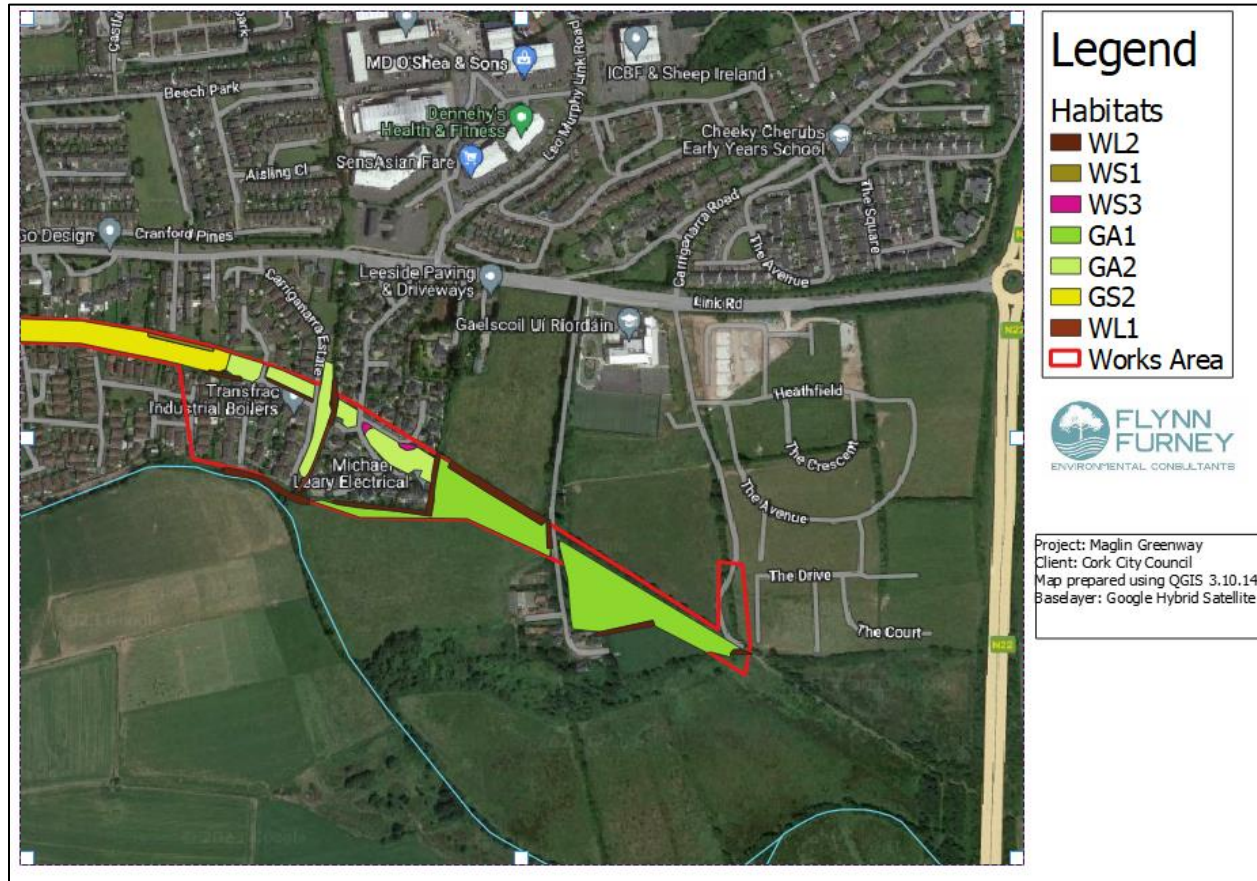 Castle
Park
MD O'Shea & Sons
ICBF & Sheep Ireland
Beech Park
Leo Murphy Link Road
Dennehy's
Health & Fitness
Cheeky Cherubs
Early Years School
SensAsian Fare
Aisling Cl
The Square
Carriganarra Road
Go Design
Cranford Pines
The Avenue
Carriganarra Estate
Leeside Paving
& Driveways
Link Rd
Gaelscoil Uí Ríordáin
N22
Transfrac
Industrial Boilers
Heathfield
The Crescent
Michael
Leary Electrical
The Avenue
The Drive
The Court
N22
Legend
Habitats
WL2
WS1
WS3
GA1
GA2
GS2
WL1
Works Area
FLYNN
FURNEY
ENVIRONMENTAL CONSULTANTS
Project: Maglin Greenway
Client: Cork City Council
Map prepared using QGIS 3.10.14
Baselayer: Google Hybrid Satellite